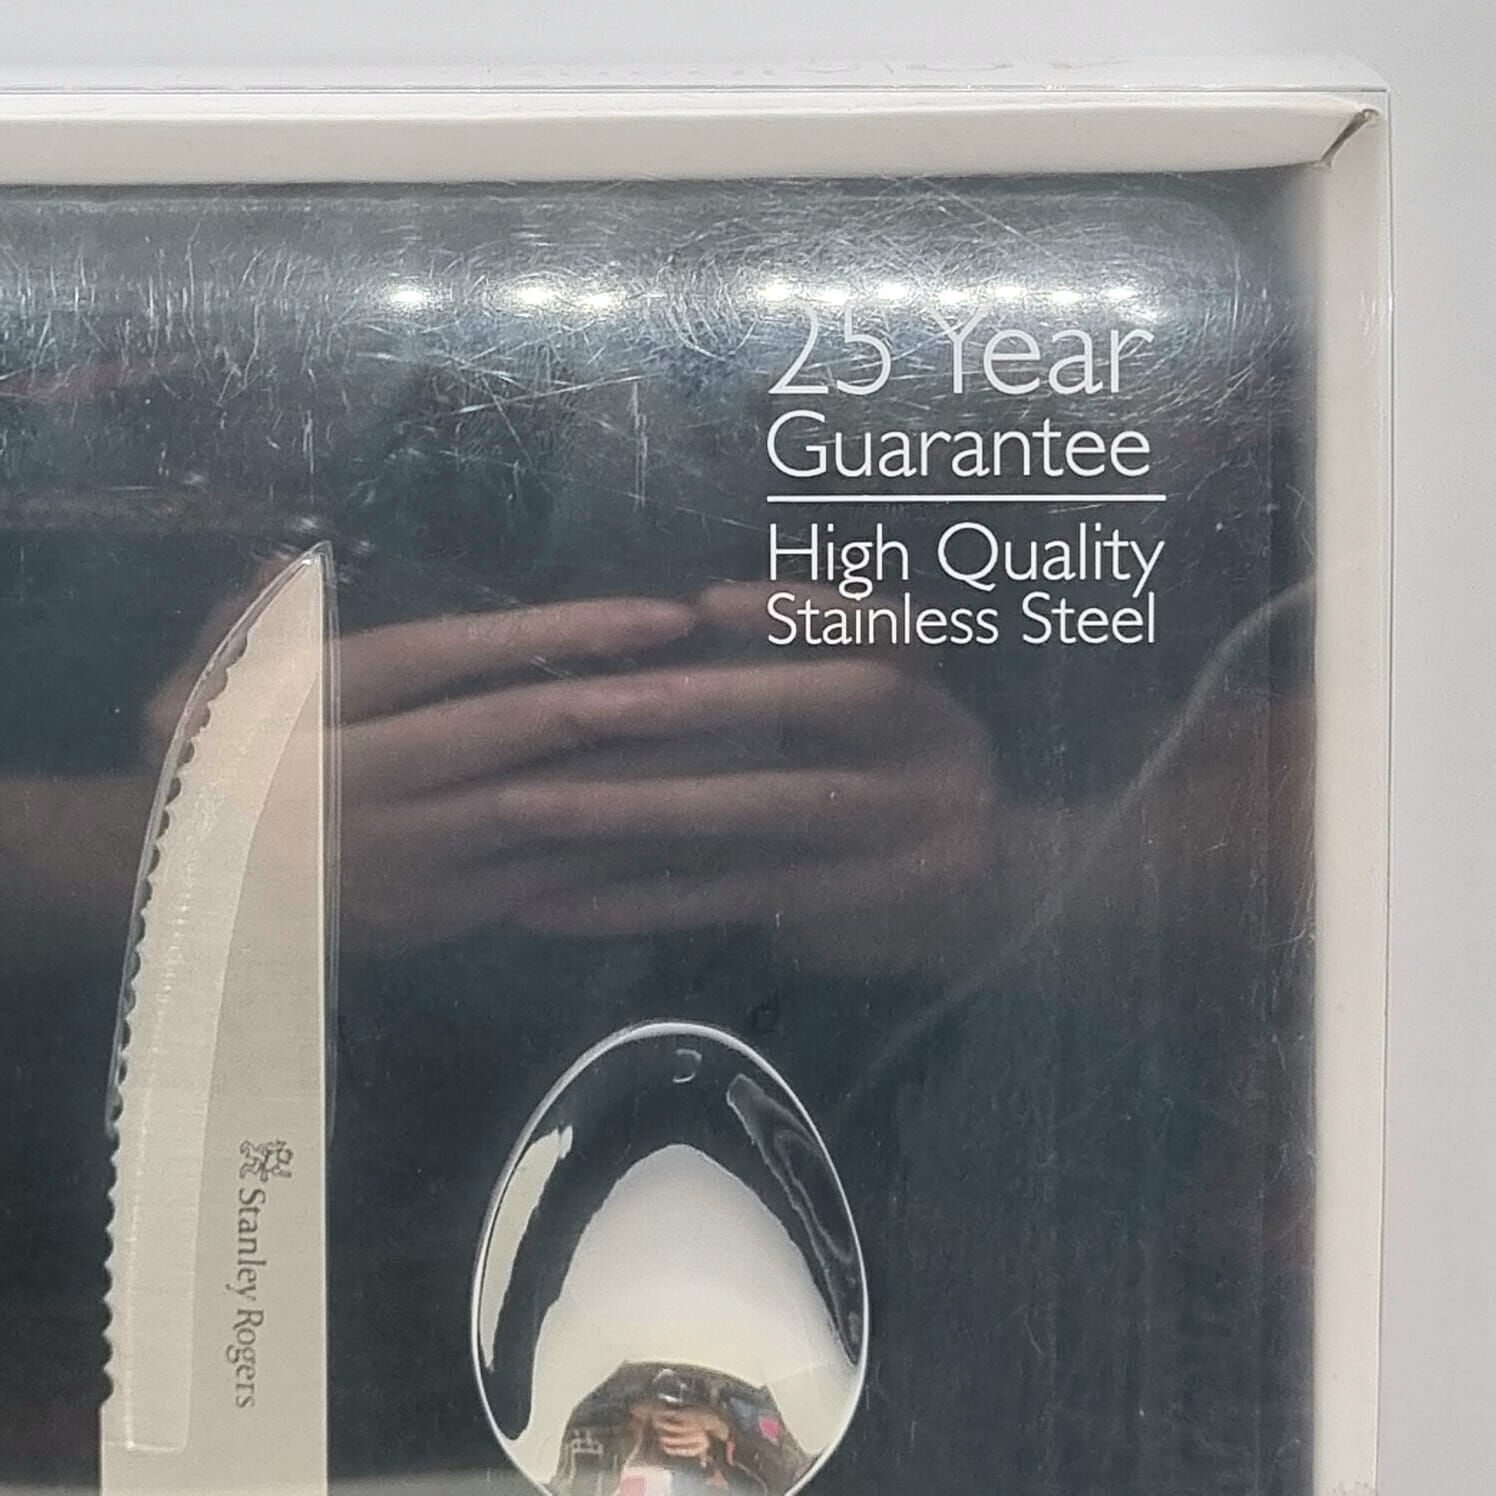 25 Year
Guarantee
High Quality
Stainless Steel
Stanley Rogers